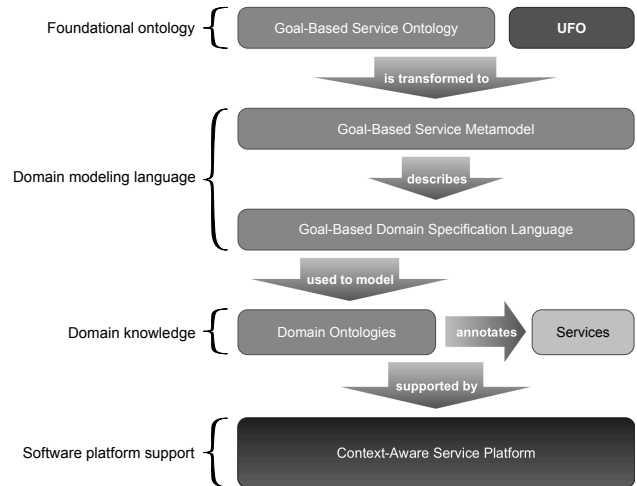 Foundational ontology
Goal-Based Service Ontology
UFO
is transformed to
Goal-Based Service Metamodel
Domain modeling language
describes
Goal-Based Domain Specification Language
used to model
Domain knowledge
Domain Ontologies
annotates
Services
supported by
Software platform support
Context-Aware Service Platform